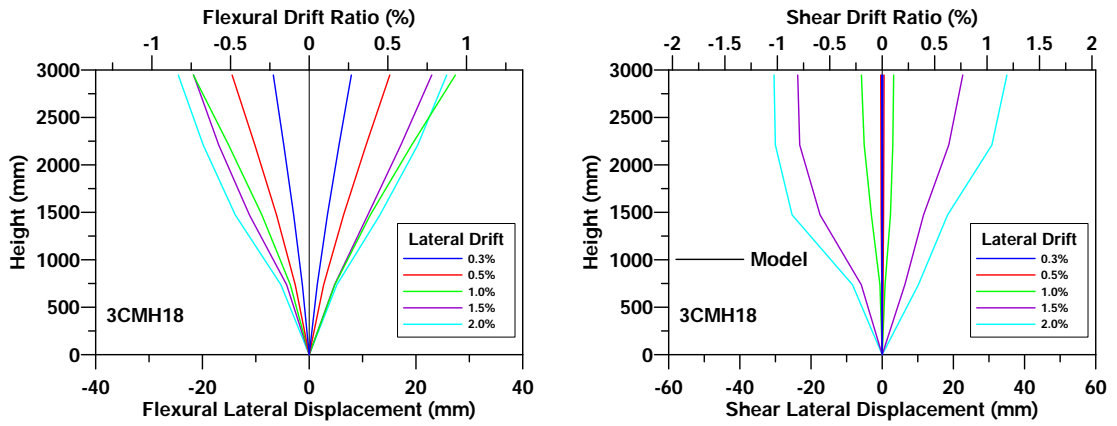 Flexural Drift Ratio (%)
-1 -0.5 0 0.5 1
3000
2500
2000
1500
1000
500
0
Height (mm)
Lateral Drift
0.3%
0.5%
1.0%
1.5%
2.0%
3CMH18
-40 -20 0 20 40
Flexural Lateral Displacement (mm)
Shear Drift Ratio (%)
-2 -1.5 -1 -0.5 0 0.5 1 1.5 2
3000
2500
2000
1500
1000
500
0
Height (mm)
Model
Lateral Drift
0.3%
0.5%
1.0%
1.5%
2.0%
3CMH18
-60 -40 -20 0 20 40 60
Shear Lateral Displacement (mm)